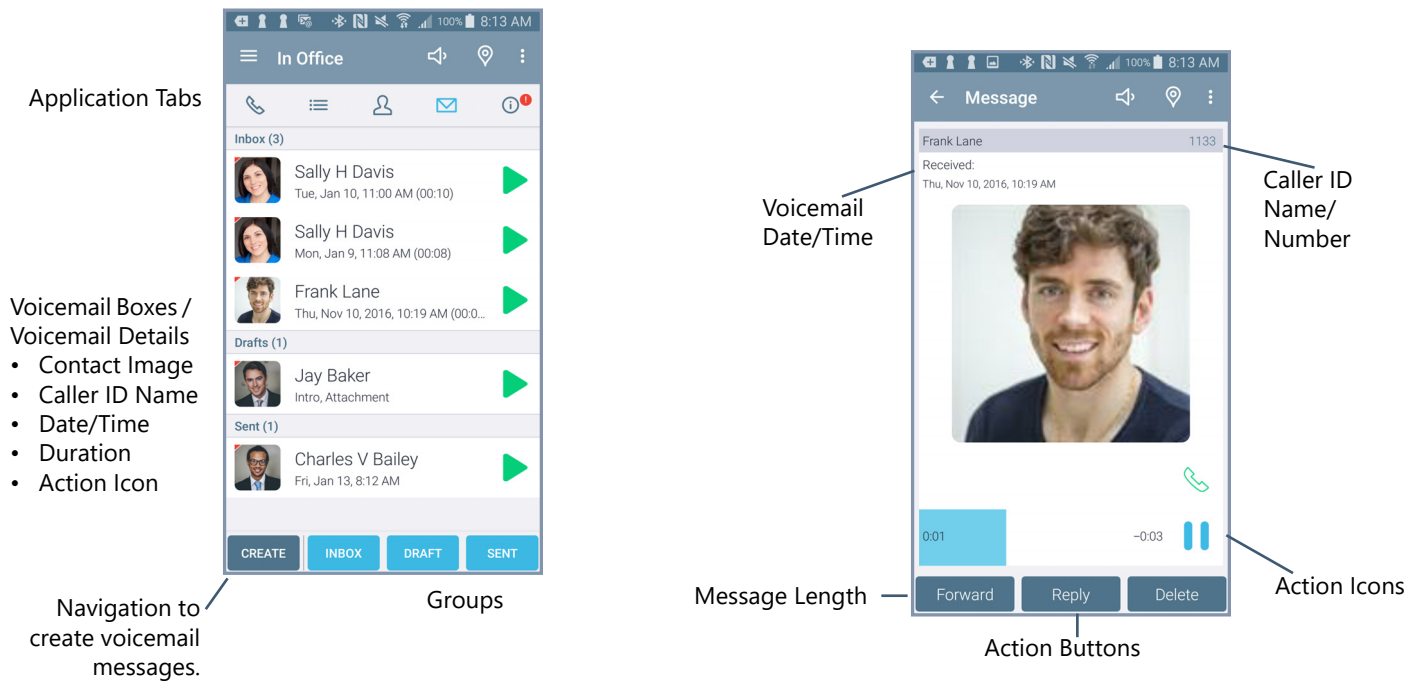 100% 8:13 AM
In Office
Application Tabs
Inbox (3)
Sally H Davis
Tue, Jan 10, 11:00 AM (00:10)
Sally H Davis
Mon, Jan 9, 11:08 AM (00:08)
Frank Lane
Thu, Nov 10, 2016, 10:19 AM (00:0...
Drafts (1)
Jay Baker
Intro, Attachment
Sent (1)
Charles V Bailey
Fri, Jan 13, 8:12 AM
CREATE INBOX DRAFT SENT
Voicemail Boxes /
Voicemail Details
• Contact Image
• Caller ID Name
• Date/Time
• Duration
• Action Icon
Navigation to
create voicemail
messages.
Groups
100% 8:13 AM
Message
Frank Lane 1133
Received:
Thu, Nov 10, 2016, 10:19 AM
Voicemail
Date/Time
Caller ID
Name/
Number
0:01 -0:03
Forward Reply Delete
Message Length
Action Icons
Action Buttons